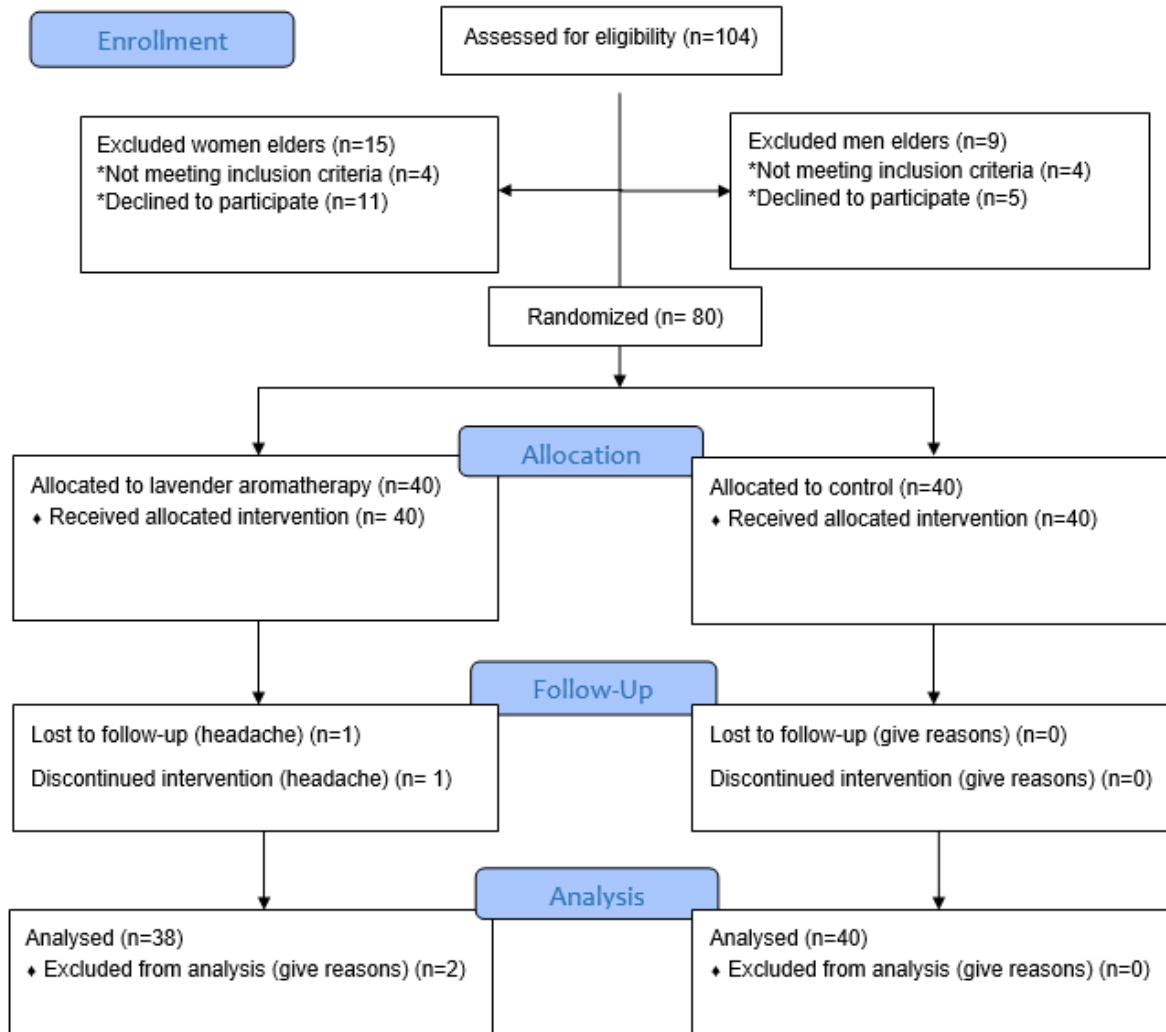 Enrollment
Assessed for eligibility (n=104)
Excluded women elders (n=15)
*Not meeting inclusion criteria (n=4)
*Declined to participate (n=11)
Excluded men elders (n=9)
*Not meeting inclusion criteria (n=4)
*Declined to participate (n=5)
Randomized (n= 80)
Allocation
Allocated to lavender aromatherapy (n=40)
♦ Received allocated intervention (n= 40)
Allocated to control (n=40)
♦ Received allocated intervention (n=40)
Follow-Up
Lost to follow-up (headache) (n=1)
Discontinued intervention (headache) (n= 1)
Lost to follow-up (give reasons) (n=0)
Discontinued intervention (give reasons) (n=0)
Analysis
Analysed (n=38)
♦ Excluded from analysis (give reasons) (n=2)
Analysed (n=40)
♦ Excluded from analysis (give reasons) (n=0)